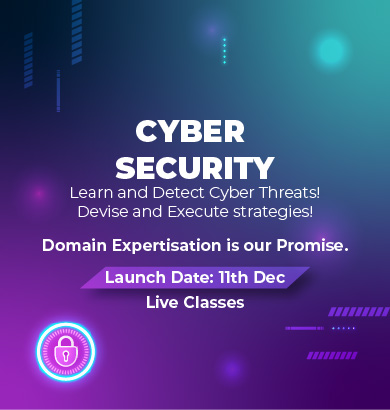 CYBER
SECURITY
Learn and Detect Cyber Threats!
Devise and Execute strategies!
Domain Expertisation is our Promise.
Launch Date: 11th Dec
Live Classes